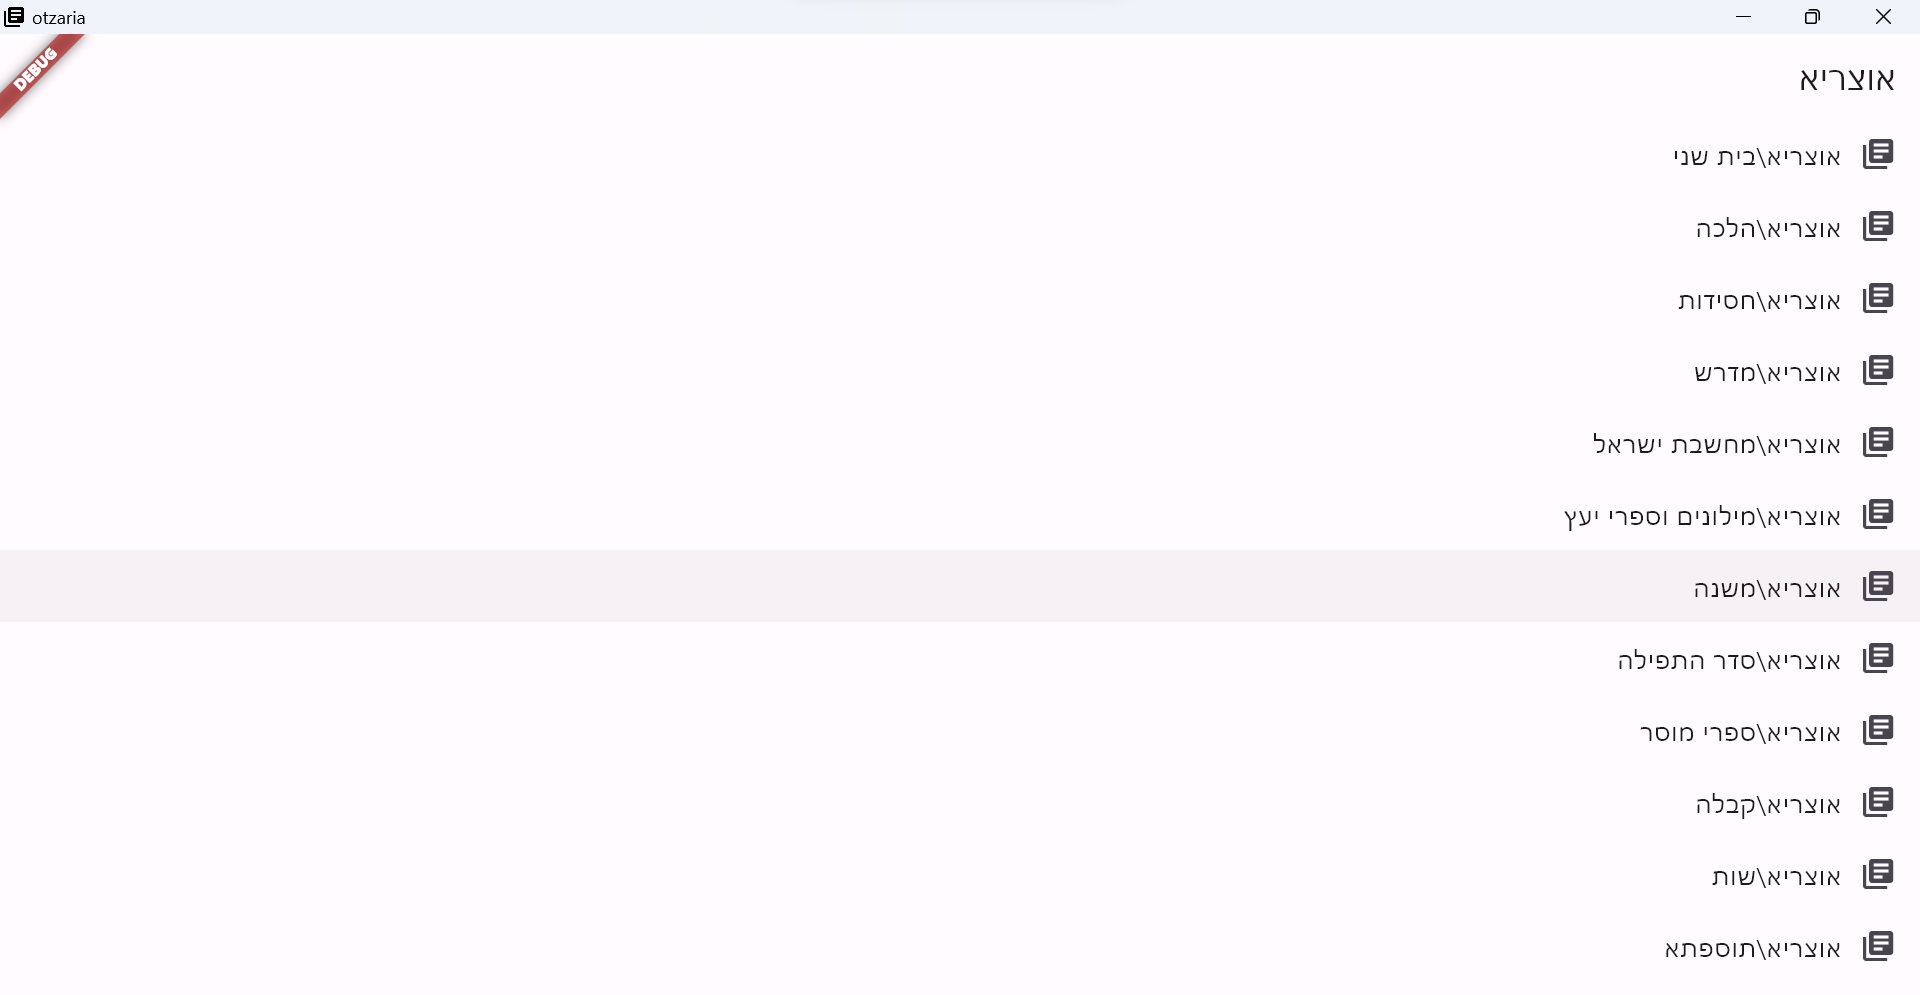 otzaria
DEBUG
אוצריא
אוצריא\בית שני
אוצריא\הלכה
אוצריא\חסידות
אוצריא\מדרש
אוצריא\מחשבת ישראל
אוצריא\מילונים וספרי יעץ
אוצריא\משנה
אוצריא\סדר התפילה
אוצריא\ספרי מוסר
אוצריא\קבלה
אוצריא\שות
אוצריא\תוספתא